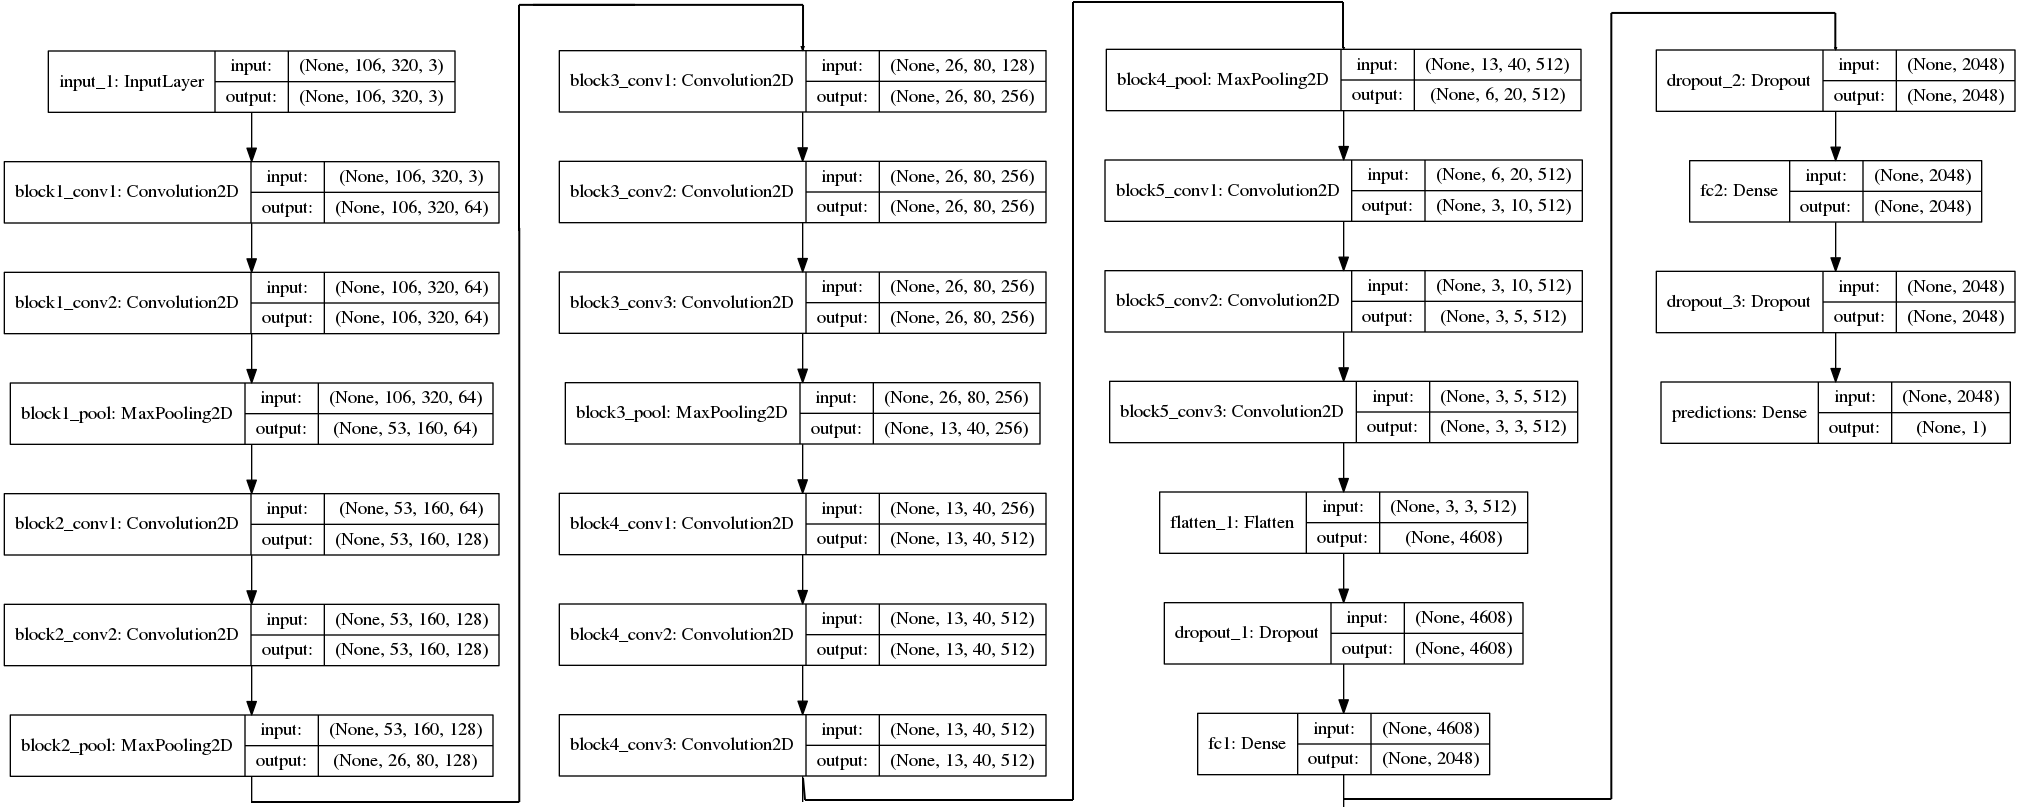 input_1: InputLayer
input: (None, 106, 320, 3)
output: (None, 106, 320, 3)
block1_conv1: Convolution2D
input: (None, 106, 320, 3)
output: (None, 106, 320, 64)
block1_conv2: Convolution2D
input: (None, 106, 320, 64)
output: (None, 106, 320, 64)
block1_pool: MaxPooling2D
input: (None, 106, 320, 64)
output: (None, 53, 160, 64)
block2_conv1: Convolution2D
input: (None, 53, 160, 64)
output: (None, 53, 160, 128)
block2_conv2: Convolution2D
input: (None, 53, 160, 128)
output: (None, 53, 160, 128)
block2_pool: MaxPooling2D
input: (None, 53, 160, 128)
output: (None, 26, 80, 128)
block3_conv1: Convolution2D
input: (None, 26, 80, 128)
output: (None, 26, 80, 256)
block3_conv2: Convolution2D
input: (None, 26, 80, 256)
output: (None, 26, 80, 256)
block3_conv3: Convolution2D
input: (None, 26, 80, 256)
output: (None, 26, 80, 256)
block3_pool: MaxPooling2D
input: (None, 26, 80, 256)
output: (None, 13, 40, 256)
block4_conv1: Convolution2D
input: (None, 13, 40, 256)
output: (None, 13, 40, 512)
block4_conv2: Convolution2D
input: (None, 13, 40, 512)
output: (None, 13, 40, 512)
block4_conv3: Convolution2D
input: (None, 13, 40, 512)
output: (None, 13, 40, 512)
block4_pool: MaxPooling2D
input: (None, 13, 40, 512)
output: (None, 6, 20, 512)
block5_conv1: Convolution2D
input: (None, 6, 20, 512)
output: (None, 3, 10, 512)
block5_conv2: Convolution2D
input: (None, 3, 10, 512)
output: (None, 3, 5, 512)
block5_conv3: Convolution2D
input: (None, 3, 5, 512)
output: (None, 3, 3, 512)
flatten_1: Flatten
input: (None, 3, 3, 512)
output: (None, 4608)
dropout_1: Dropout
input: (None, 4608)
output: (None, 4608)
fc1: Dense
input: (None, 4608)
output: (None, 2048)
dropout_2: Dropout
input: (None, 2048)
output: (None, 2048)
fc2: Dense
input: (None, 2048)
output: (None, 2048)
dropout_3: Dropout
input: (None, 2048)
output: (None, 2048)
predictions: Dense
input: (None, 2048)
output: (None, 1)